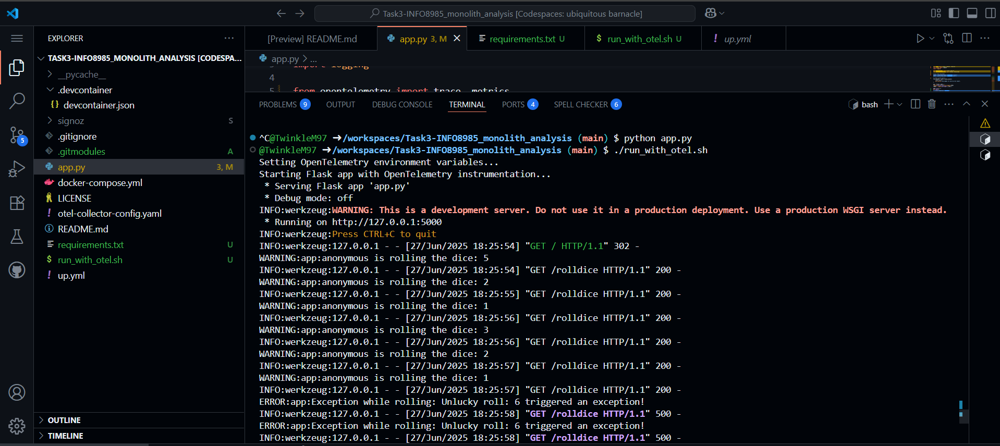 Task3-INFO8985_monolith_analysis [Codespaces: ubiquitous barnacle]
EXPLORER
TASK3-INFO8985_MONOLITH_ANALYSIS [CODESPA...
__pycache__
.devcontainer
{} devcontainer.json
signoz S
.gitignore
.gitmodules A
app.py 3, M
docker-compose.yml
LICENSE
! otel-collector-config.yaml
README.md
requirements.txt U
$ run_with_otel.sh U
! up.yml
OUTLINE
TIMELINE
5
[Preview] README.md
app.py 3, M
requirements.txt U
$ run_with_otel.sh U
! up.yml
app.py > ...
3 import logging
4
5 from opentelemetry import trace, metrics
PROBLEMS 9
OUTPUT
DEBUG CONSOLE
TERMINAL
PORTS 4
SPELL CHECKER 6
bash
^C@TwinkleM97 ➜/workspaces/Task3-INFO8985_monolith_analysis (main) $ python app.py
@TwinkleM97 ➜/workspaces/Task3-INFO8985_monolith_analysis (main) $ ./run_with_otel.sh
Setting OpenTelemetry environment variables...
Starting Flask app with OpenTelemetry instrumentation...
* Serving Flask app 'app.py'
* Debug mode: off
INFO:werkzeug:WARNING: This is a development server. Do not use it in a production deployment. Use a production WSGI server instead.
* Running on http://127.0.0.1:5000
INFO:werkzeug:Press CTRL+C to quit
INFO:werkzeug:127.0.0.1 - - [27/Jun/2025 18:25:54] "GET / HTTP/1.1" 302 -
WARNING:app:anonymous is rolling the dice: 5
INFO:werkzeug:127.0.0.1 - - [27/Jun/2025 18:25:54] "GET /rolldice HTTP/1.1" 200 -
WARNING:app:anonymous is rolling the dice: 2
INFO:werkzeug:127.0.0.1 - - [27/Jun/2025 18:25:55] "GET /rolldice HTTP/1.1" 200 -
WARNING:app:anonymous is rolling the dice: 1
INFO:werkzeug:127.0.0.1 - - [27/Jun/2025 18:25:56] "GET /rolldice HTTP/1.1" 200 -
WARNING:app:anonymous is rolling the dice: 3
INFO:werkzeug:127.0.0.1 - - [27/Jun/2025 18:25:56] "GET /rolldice HTTP/1.1" 200 -
WARNING:app:anonymous is rolling the dice: 2
INFO:werkzeug:127.0.0.1 - - [27/Jun/2025 18:25:57] "GET /rolldice HTTP/1.1" 200 -
WARNING:app:anonymous is rolling the dice: 1
INFO:werkzeug:127.0.0.1 - - [27/Jun/2025 18:25:57] "GET /rolldice HTTP/1.1" 200 -
ERROR:app:Exception while rolling: Unlucky roll: 6 triggered an exception!
INFO:werkzeug:127.0.0.1 - - [27/Jun/2025 18:25:58] "GET /rolldice HTTP/1.1" 500 -
ERROR:app:Exception while rolling: Unlucky roll: 6 triggered an exception!
INFO:werkzeug:127.0.0.1 - - [27/Jun/2025 18:25:58] "GET /rolldice HTTP/1.1" 500 -